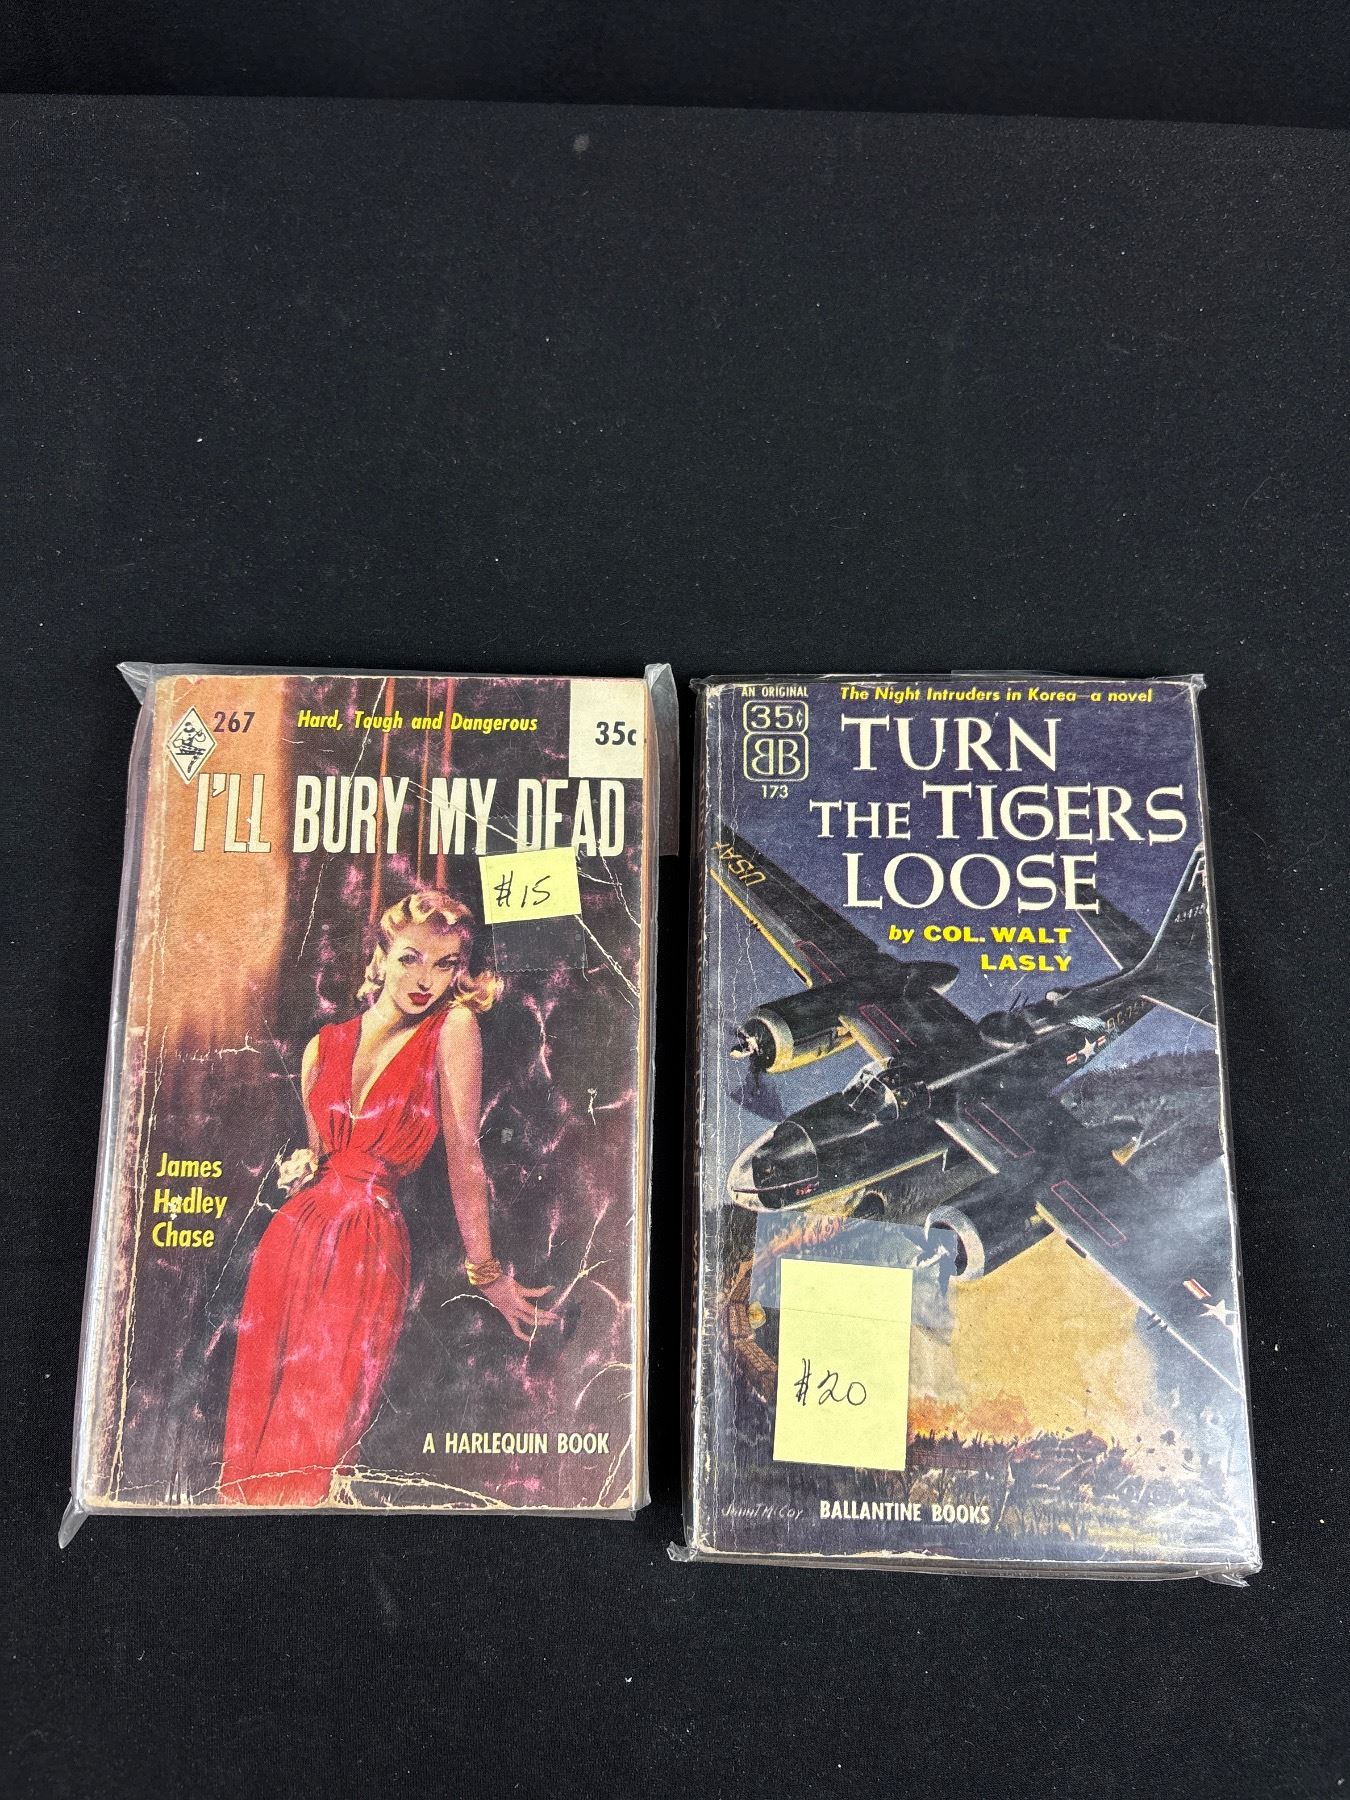 267
Hard, Tough and Dangerous
35¢
I'LL BURY MY DEAD
$15
James
Hadley
Chase
A HARLEQUIN BOOK
AN ORIGINAL
35¢
BB
173
The Night Intruders in Korea—a novel
TURN
THE TIGERS
LOOSE
by COL. WALT
LASLY
USAF
BC-
$20
BALLANTINE BOOKS